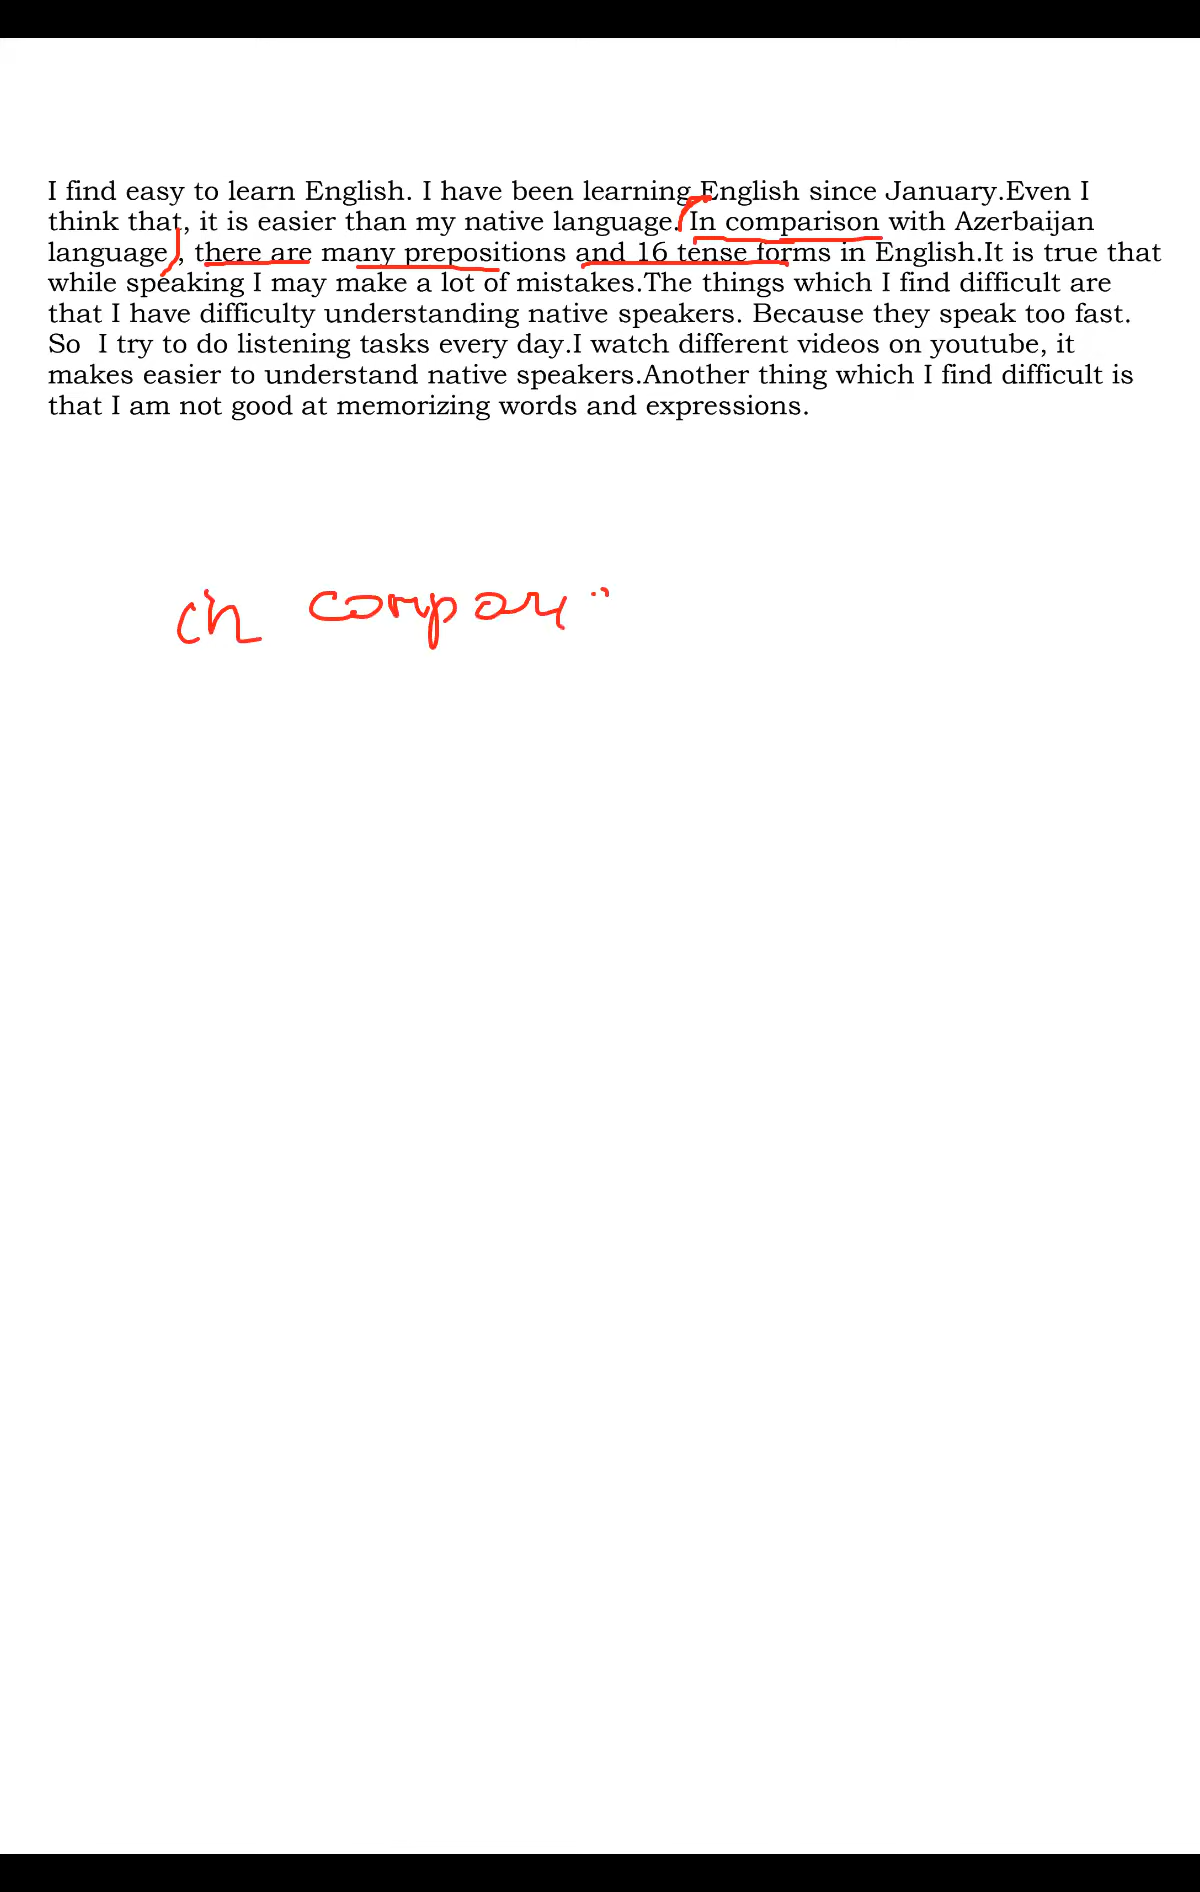 I find easy to learn English. I have been learning English since January.Even I
think that, it is easier than my native language. In comparison with Azerbaijan
language , there are many prepositions and 16 tense forms in English.It is true that
while speaking I may make a lot of mistakes.The things which I find difficult are
that I have difficulty understanding native speakers. Because they speak too fast.
So  I try to do listening tasks every day.I watch different videos on youtube, it
makes easier to understand native speakers.Another thing which I find difficult is
that I am not good at memorizing words and expressions.
in compari